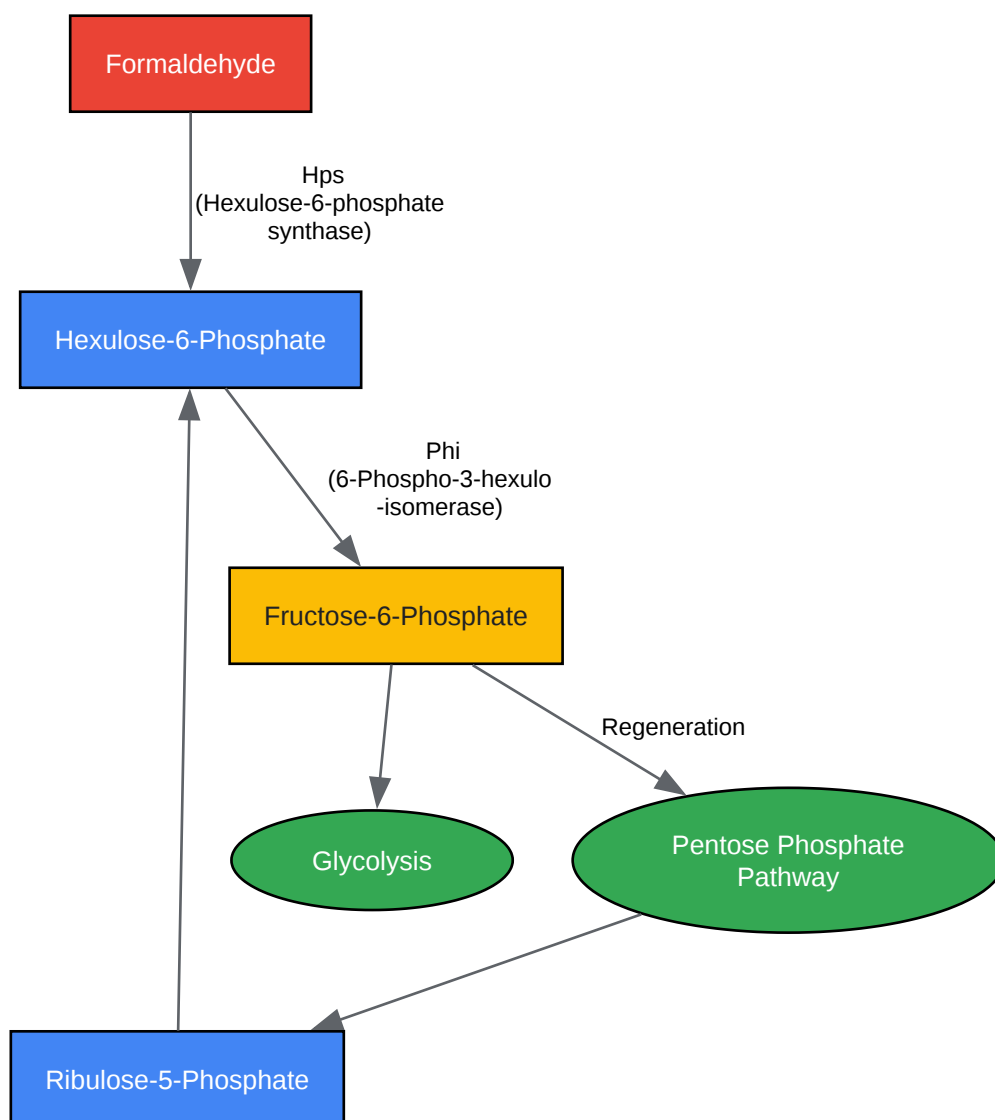 Formaldehyde
Hps
(Hexulose-6-phosphate
synthase)
Hexulose-6-Phosphate
Phi
(6-Phospho-3-hexulo
-isomerase)
Fructose-6-Phosphate
Regeneration
Glycolysis
Pentose Phosphate
Pathway
Ribulose-5-Phosphate